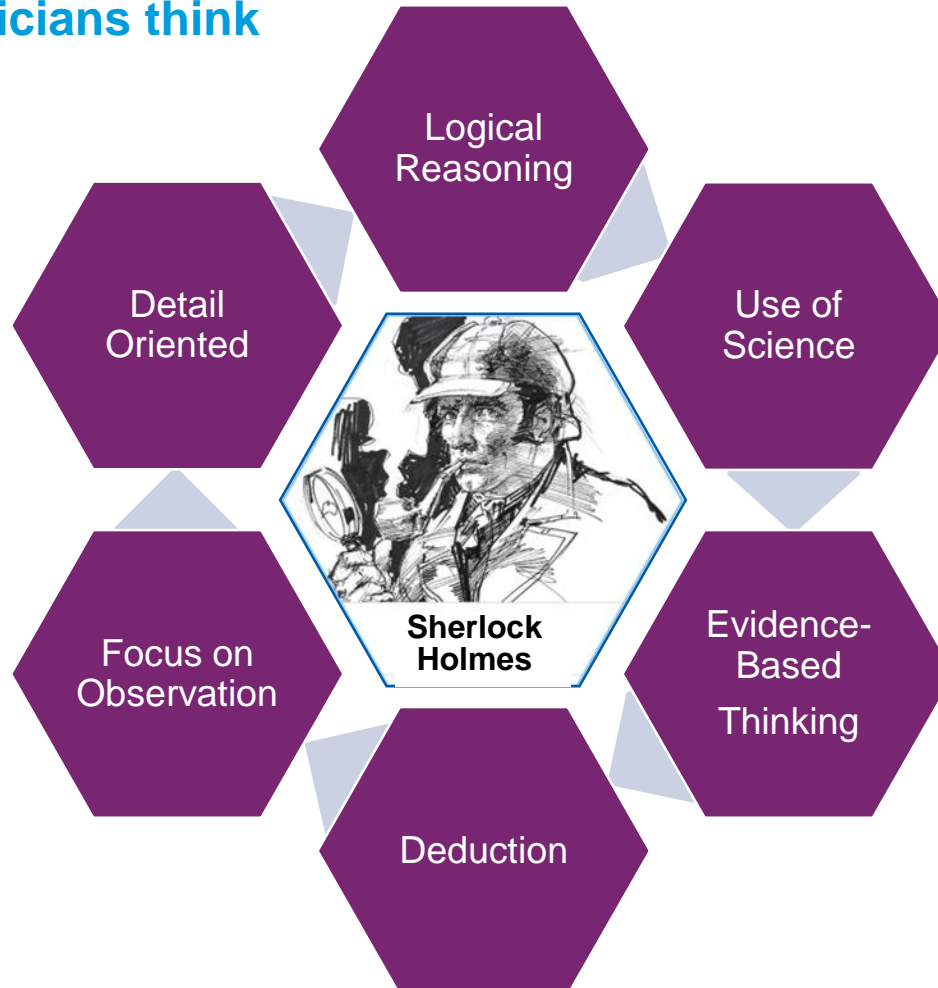 icians think
Logical
Reasoning
Use of
Science
Evidence-
Based
Thinking
Deduction
Focus on
Observation
Detail
Oriented
Sherlock
Holmes